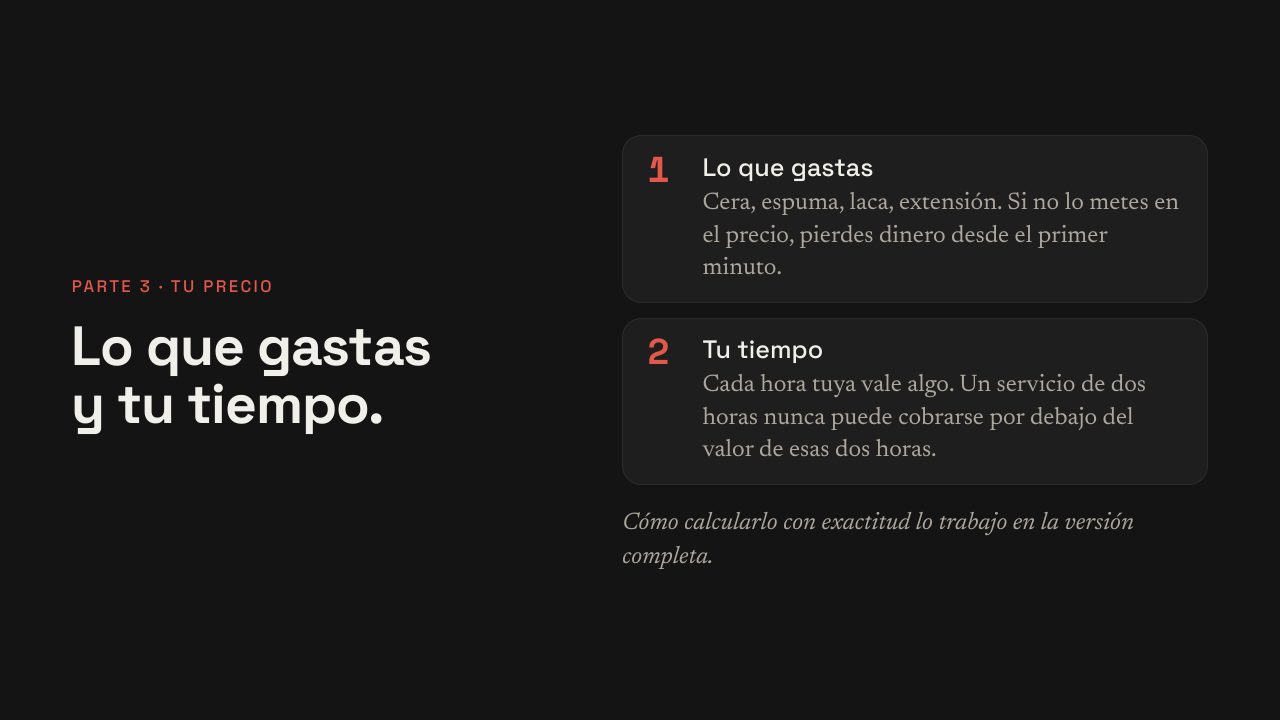 PARTE 3 · TU PRECIO
Lo que gastas
y tu tiempo.
1
Lo que gastas
Cera, espuma, laca, extensión. Si no lo metes en
el precio, pierdes dinero desde el primer
minuto.
2
Tu tiempo
Cada hora tuya vale algo. Un servicio de dos
horas nunca puede cobrarse por debajo del
valor de esas dos horas.
Cómo calcularlo con exactitud lo trabajo en la versión
completa.